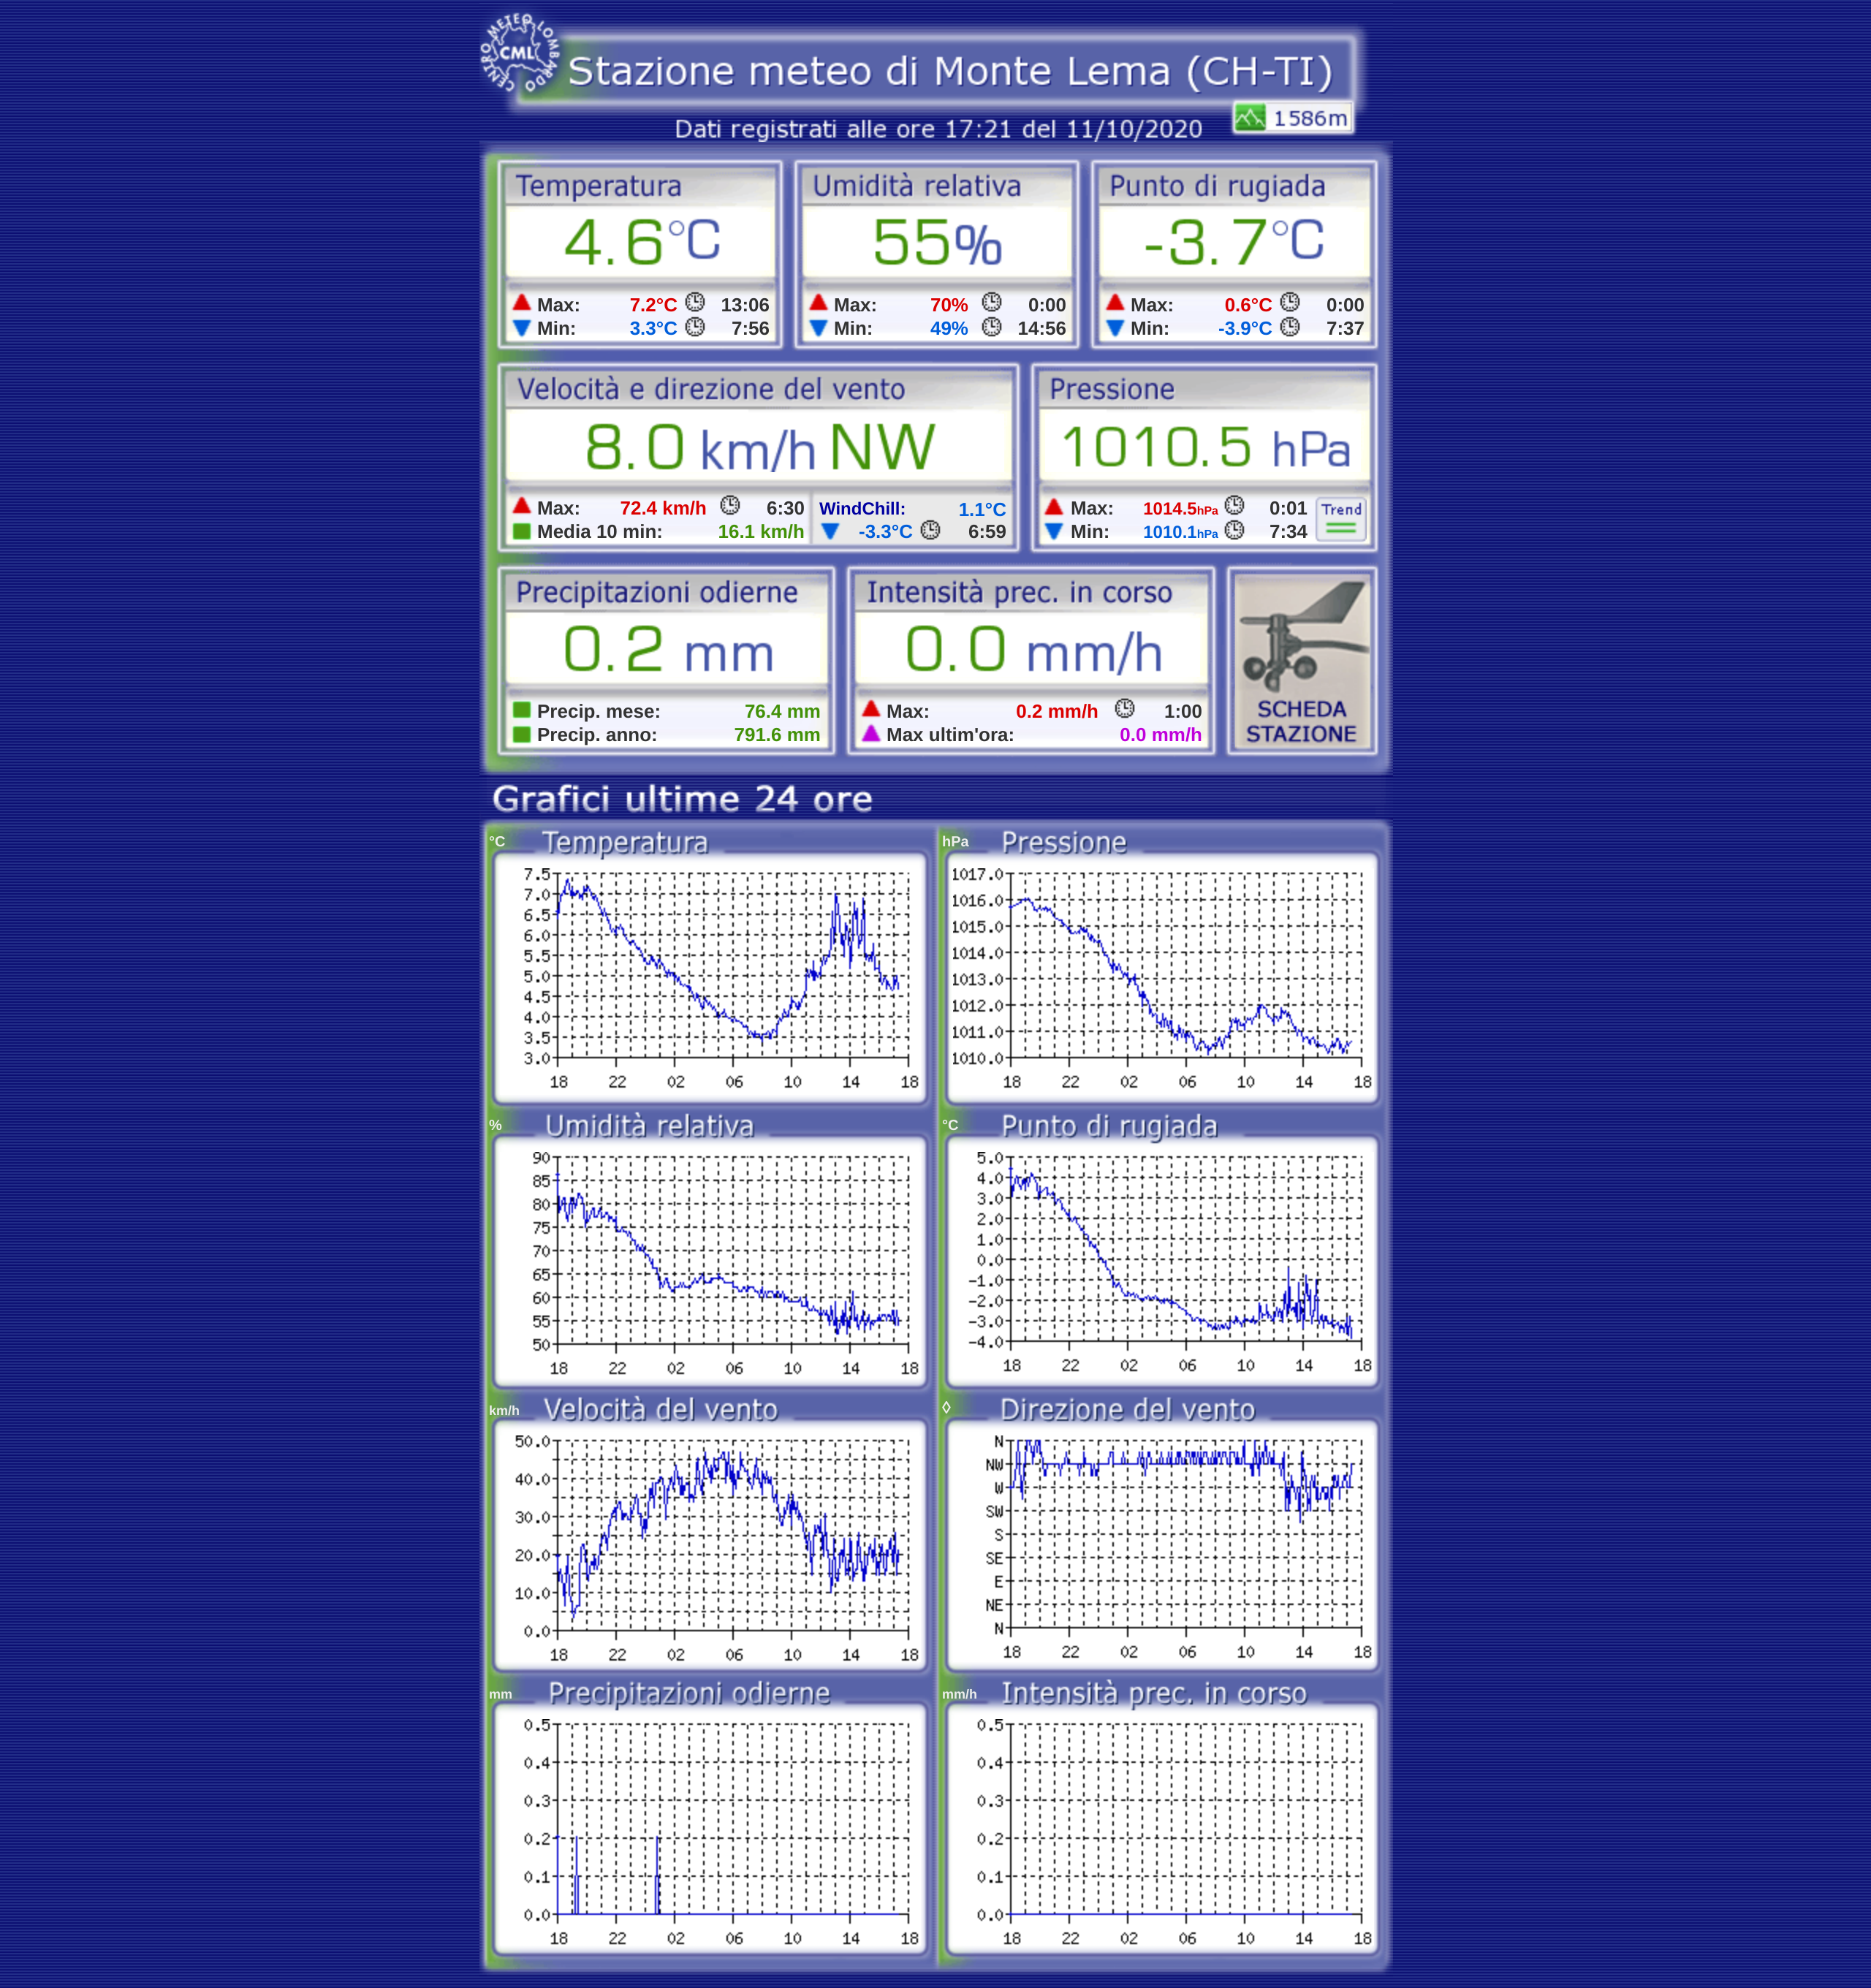 CENTRO METEO LOMBARDO
CML
Stazione meteo di Monte Lema (CH-TI)
1586m
Dati registrati alle ore 17:21 del 11/10/2020
Temperatura Umidità relativa Punto di rugiada
4.6°C 55% -3.7°C
Max: 7.2°C 13:06 Max: 70% 0:00 Max: 0.6°C 0:00
Min: 3.3°C 7:56 Min: 49% 14:56 Min: -3.9°C 7:37
Velocità e direzione del vento Pressione
8.0 km/h NW 1010.5 hPa
Max: 72.4 km/h 6:30 WindChill: 1.1°C Max: 1014.5hPa 0:01 Trend
Media 10 min: 16.1 km/h -3.3°C 6:59 Min: 1010.1hPa 7:34
Precipitazioni odierne Intensità prec. in corso
0.2 mm 0.0 mm/h
Precip. mese: 76.4 mm Max: 0.2 mm/h 1:00 SCHEDA
Precip. anno: 791.6 mm Max ultim'ora: 0.0 mm/h STAZIONE
Grafici ultime 24 ore
°C Temperatura hPa Pressione
7.5 1017.0
7.0 1016.0
6.5 1015.0
6.0 1014.0
5.5 1013.0
5.0 1012.0
4.5 1011.0
4.0 1010.0
3.5
3.0
18 22 02 06 10 14 18 18 22 02 06 10 14 18
% Umidità relativa °C Punto di rugiada
90 5.0
85 4.0
80 3.0
75 2.0
70 1.0
65 0.0
60 -1.0
55 -2.0
50 -3.0
-4.0
18 22 02 06 10 14 18 18 22 02 06 10 14 18
km/h Velocità del vento ◊ Direzione del vento
50.0 N
40.0 NW
30.0 W
20.0 SW
10.0 S
0.0 SE
E
NE
N
18 22 02 06 10 14 18 18 22 02 06 10 14 18
mm Precipitazioni odierne mm/h Intensità prec. in corso
0.5 0.5
0.4 0.4
0.3 0.3
0.2 0.2
0.1 0.1
0.0 0.0
18 22 02 06 10 14 18 18 22 02 06 10 14 18